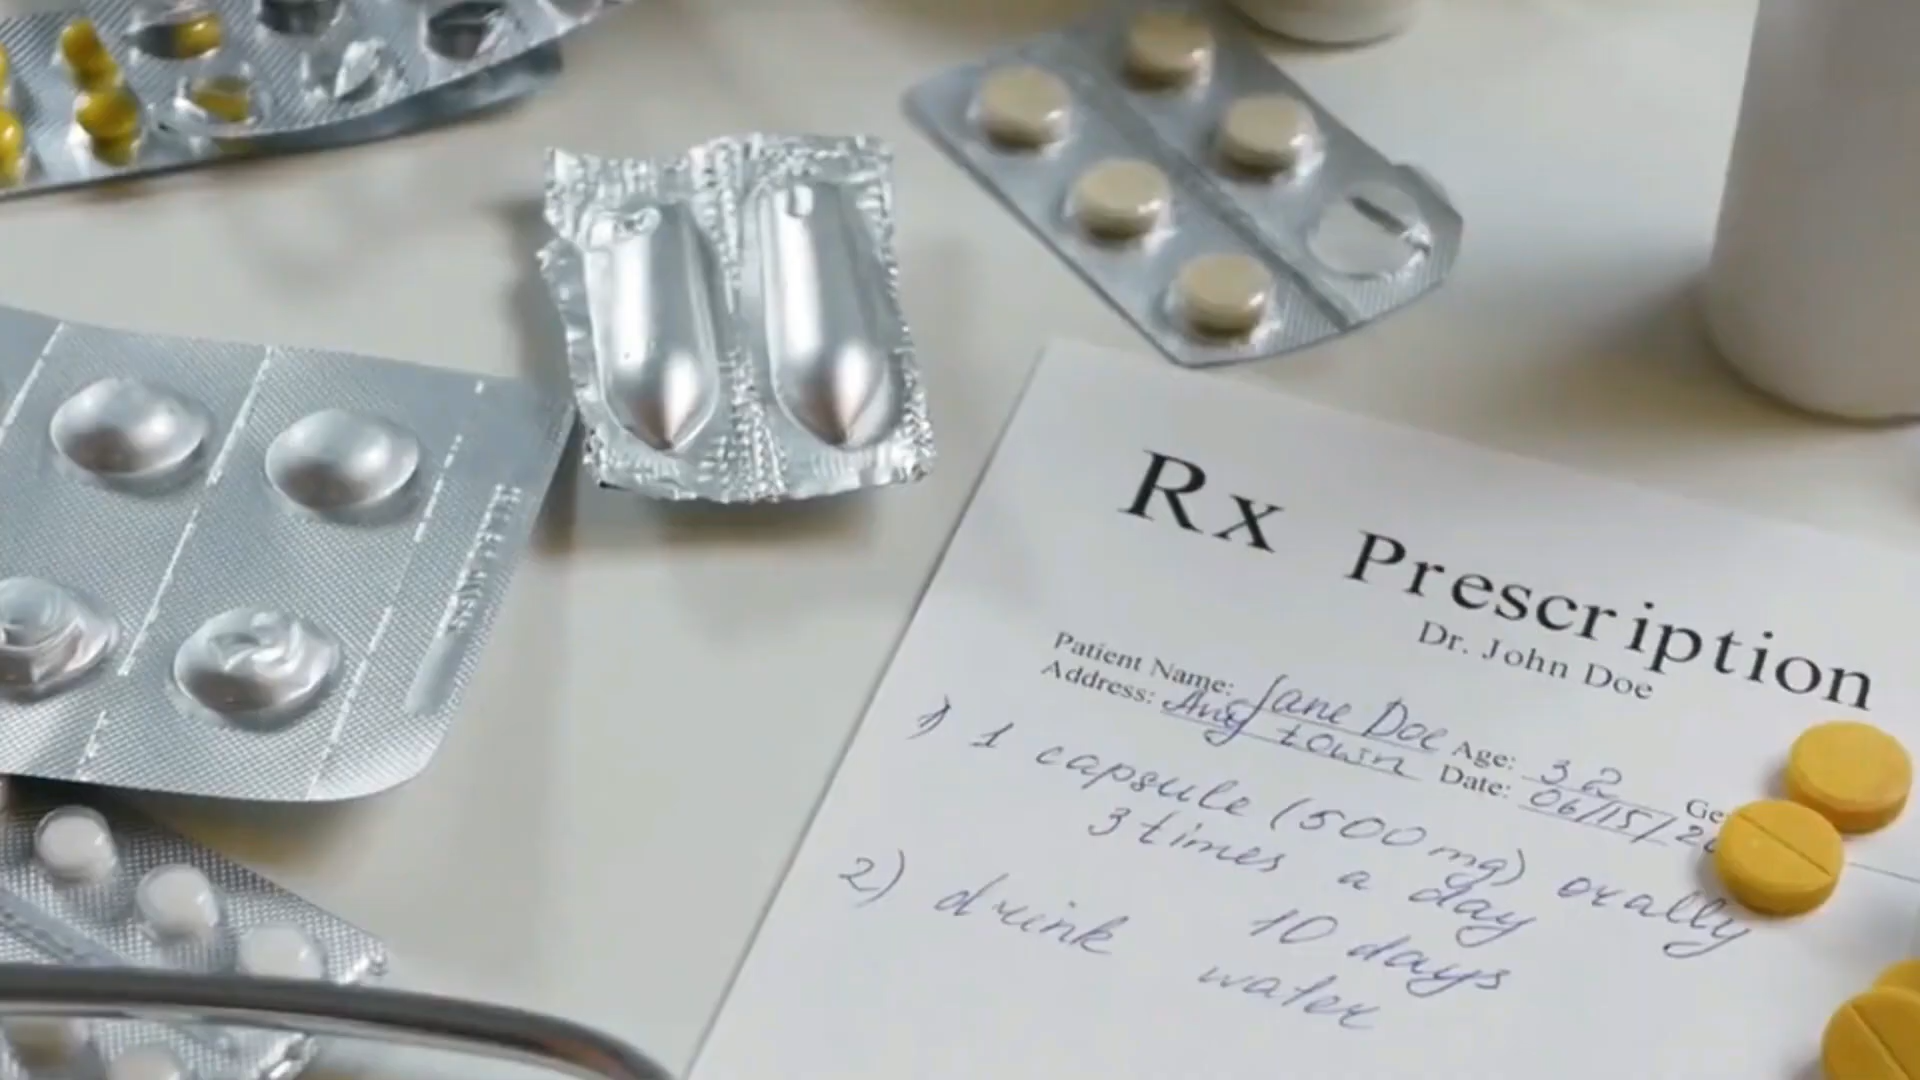 Rx Prescription
Dr. John Doe
Patient Name: Jane Doe Age: 32
Address: Any town Date: 06/15/2
1) 1 capsule (500 mg) orally
3 times a day
10 days
2) drink water